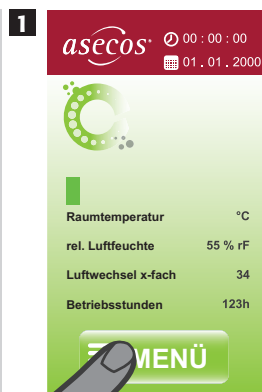 1
asecos® 00 : 00 : 00
01 . 01 . 2000
Raumtemperatur °C
rel. Luftfeuchte 55 % rF
Luftwechsel x-fach 34
Betriebsstunden 123h
MENÜ